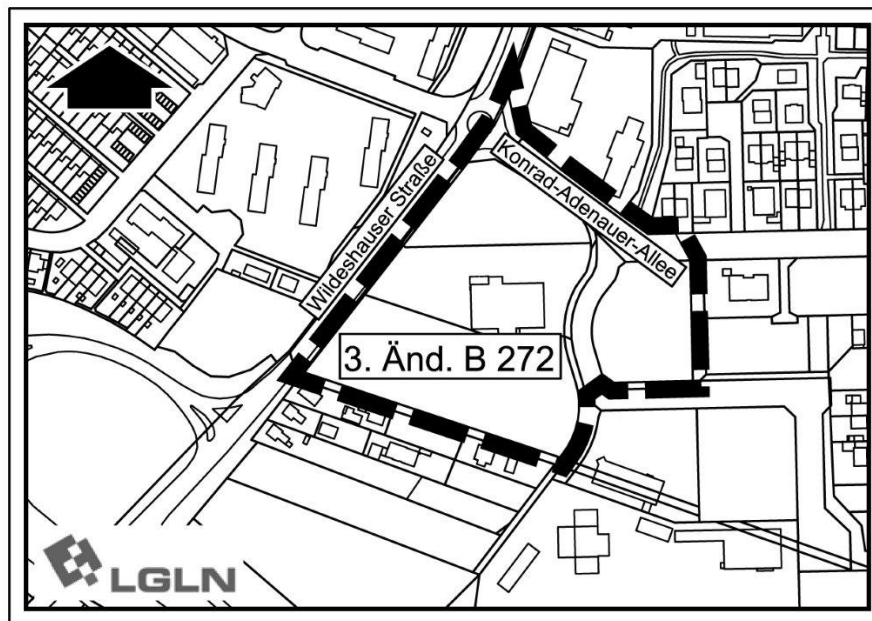 Konrad-Adenauer-Allee
Wildeshauser Straße
3. Änd. B 272
LGLN